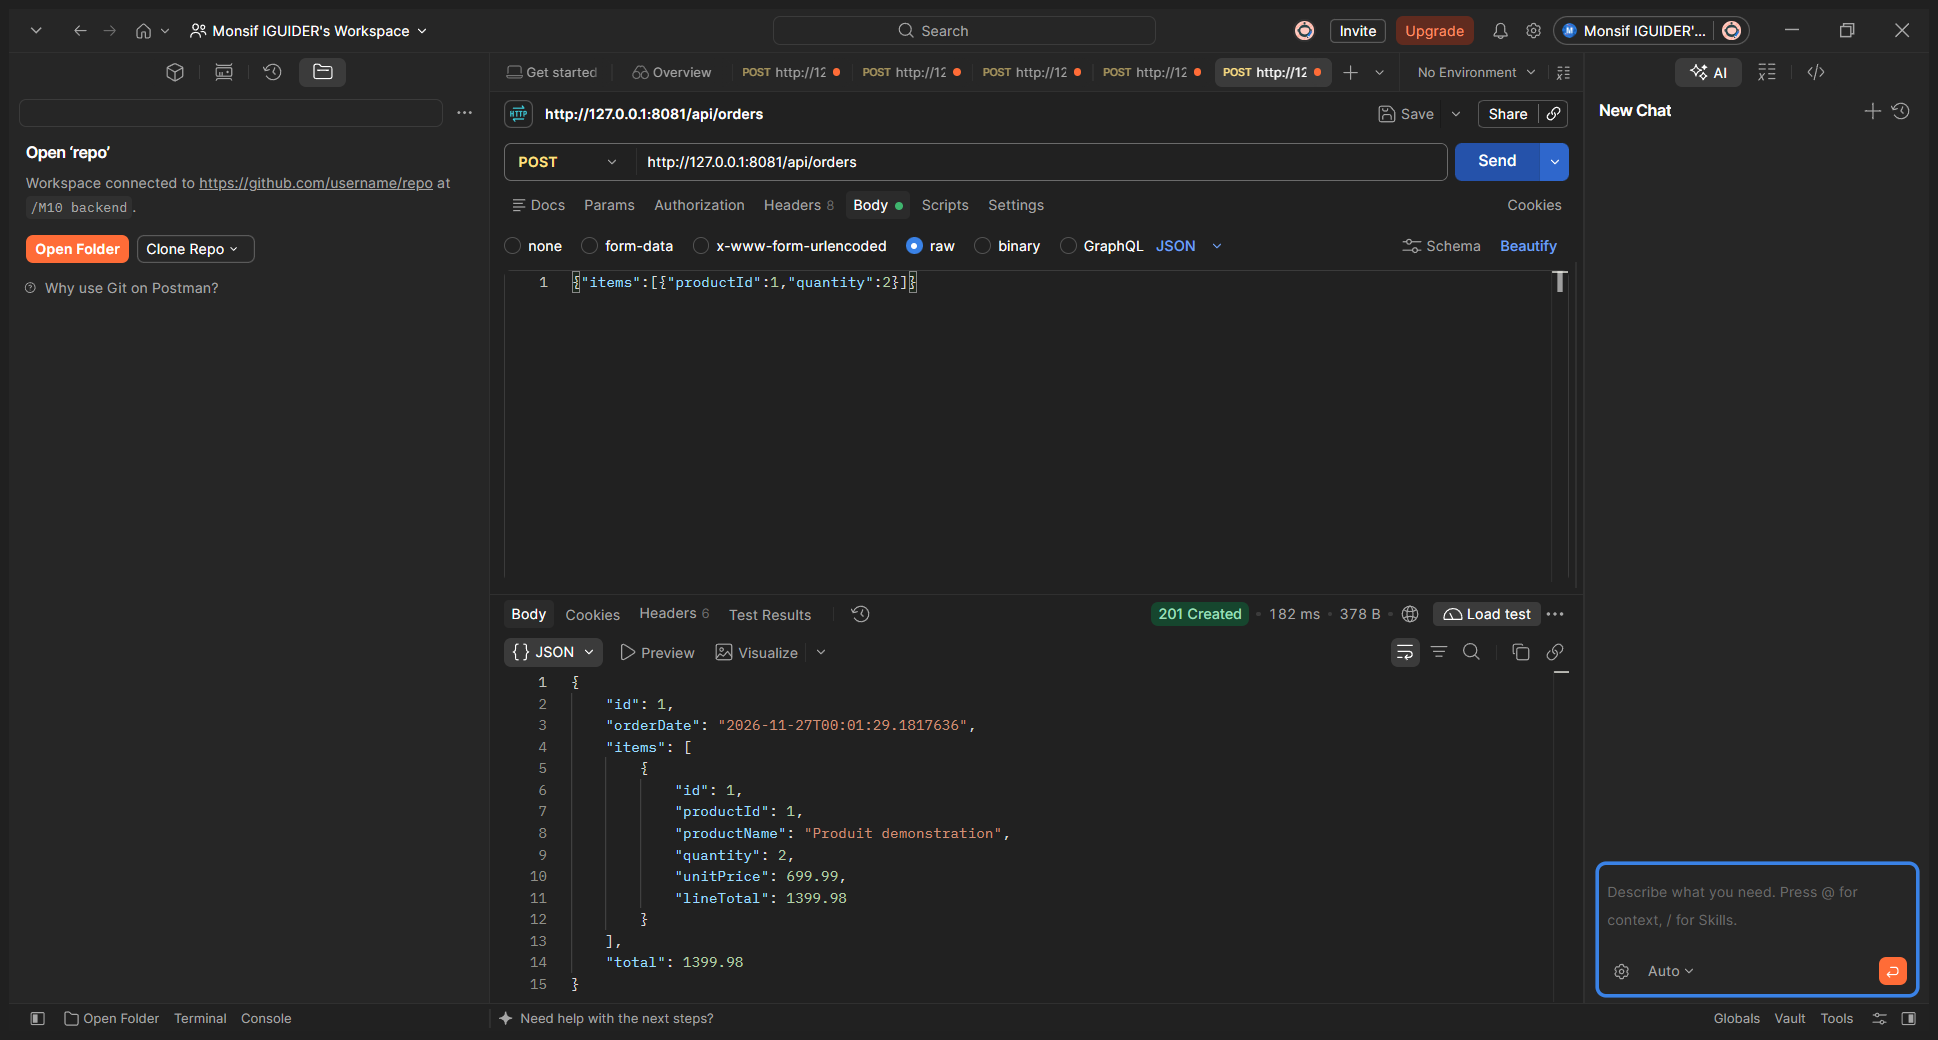 Monsif IGUIDER's Workspace
Search
Invite
Upgrade
Monsif IGUIDER'...
Open 'repo'
Workspace connected to https://github.com/username/repo at
/M10 backend .
Open Folder
Clone Repo
Why use Git on Postman?
Get started
Overview
POST http://12
POST http://12
POST http://12
POST http://12
POST http://12
No Environment
HTTP
http://127.0.0.1:8081/api/orders
Save
Share
POST
http://127.0.0.1:8081/api/orders
Send
Docs
Params
Authorization
Headers 8
Body
Scripts
Settings
Cookies
none
form-data
x-www-form-urlencoded
raw
binary
GraphQL
JSON
Schema
Beautify
1 {"items":[{"productId":1,"quantity":2}]}
Body
Cookies
Headers 6
Test Results
201 Created
182 ms
378 B
Load test
{} JSON
Preview
Visualize
1 {
2 "id": 1,
3 "orderDate": "2026-11-27T00:01:29.1817636",
4 "items": [
5 {
6 "id": 1,
7 "productId": 1,
8 "productName": "Produit demonstration",
9 "quantity": 2,
10 "unitPrice": 699.99,
11 "lineTotal": 1399.98
12 }
13 ],
14 "total": 1399.98
15 }
AI
New Chat
Describe what you need. Press @ for
context, / for Skills.
Auto
Open Folder
Terminal
Console
Need help with the next steps?
Globals
Vault
Tools